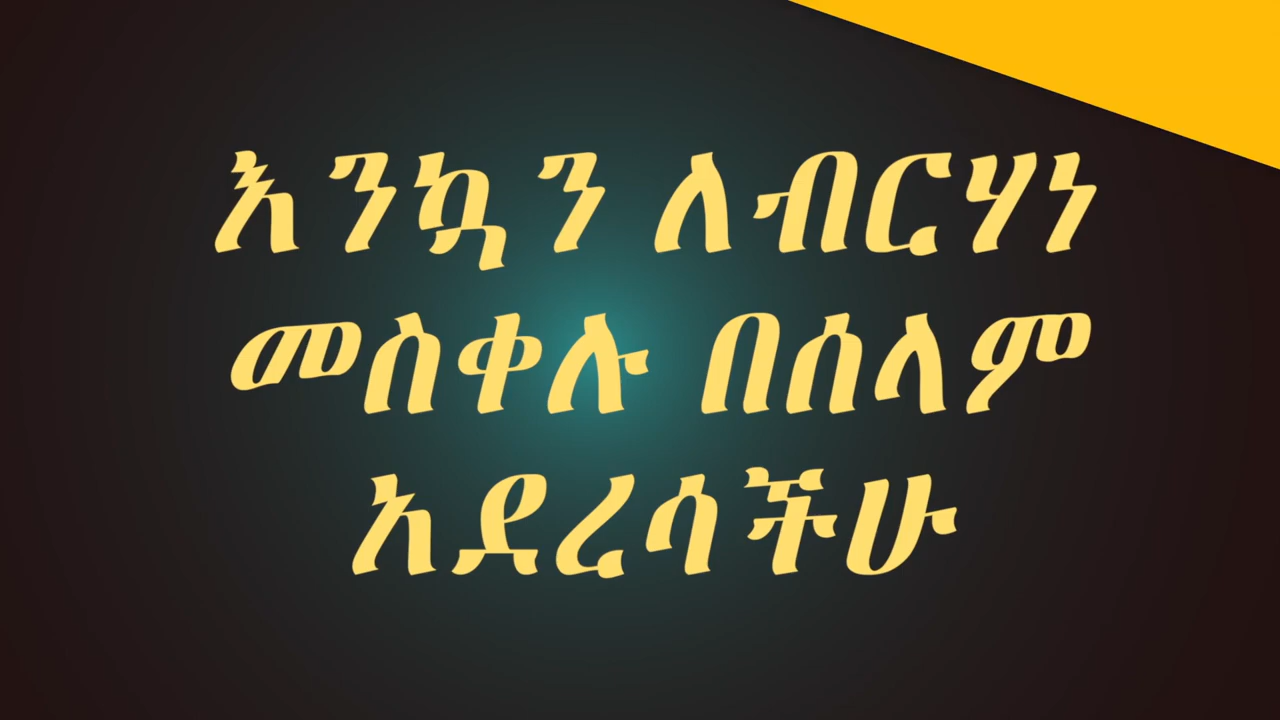 እንኳን ለብርሃነ
መስቀሉ በሰላም
አደረሳችሁ